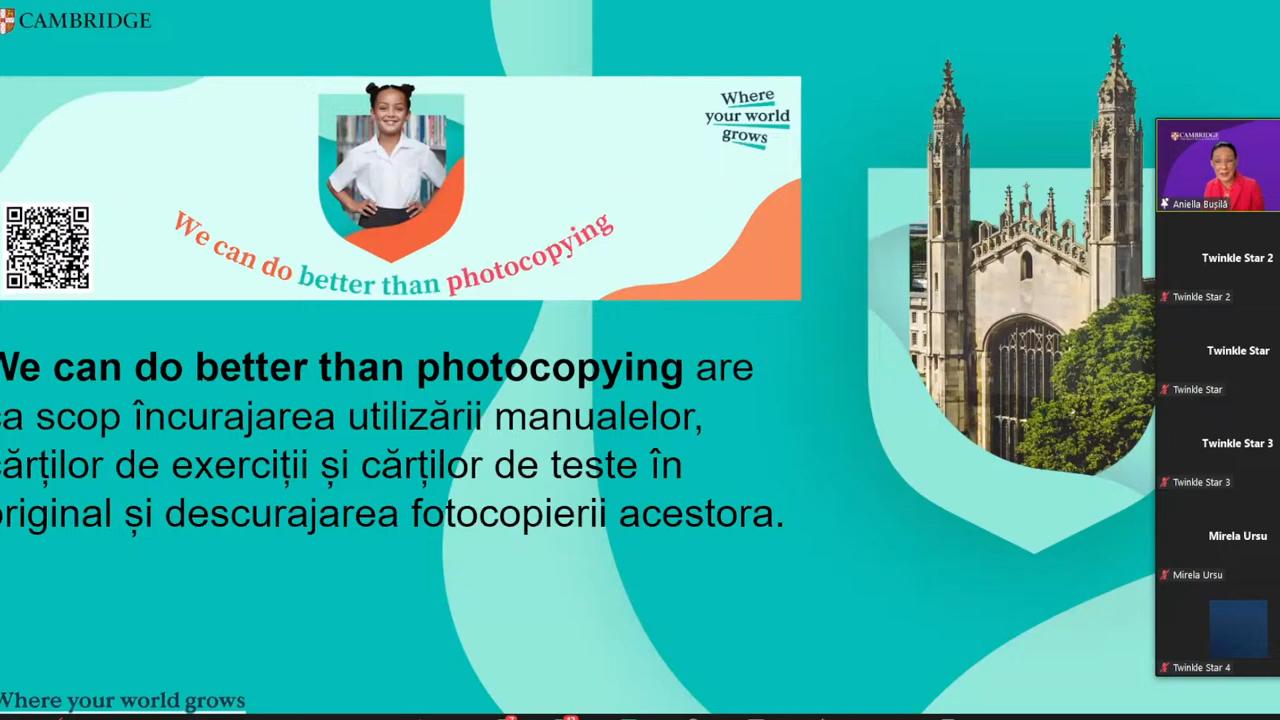 CAMBRIDGE
Where
your world
grows
We can do better than photocopying
We can do better than photocopying are
ca scop încurajarea utilizării manualelor,
cărților de exerciții și cărților de teste în
original și descurajarea fotocopierii acestora.
Where your world grows
CAMBRIDGE
Aniella Bușilă
Twinkle Star 2
Twinkle Star 2
Twinkle Star
Twinkle Star
Twinkle Star 3
Twinkle Star 3
Mirela Ursu
Mirela Ursu
Twinkle Star 4